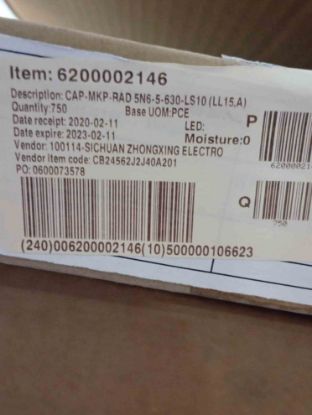 Item: 6200002146
Description: CAP-MKP-RAD 5N6-5-630-LS10 (LL15,A)
Quantity:750 Base UOM:PCE
Date receipt: 2020-02-11 LED: P
Date expire: 2023-02-11 Moisture:0
Vendor: 100114-SICHUAN ZHONGXING ELECTRO
Vendor item code: CB24562J2J40A201
PO: 0600073578
62000021
Q
750
(240)006200002146(10)500000106623